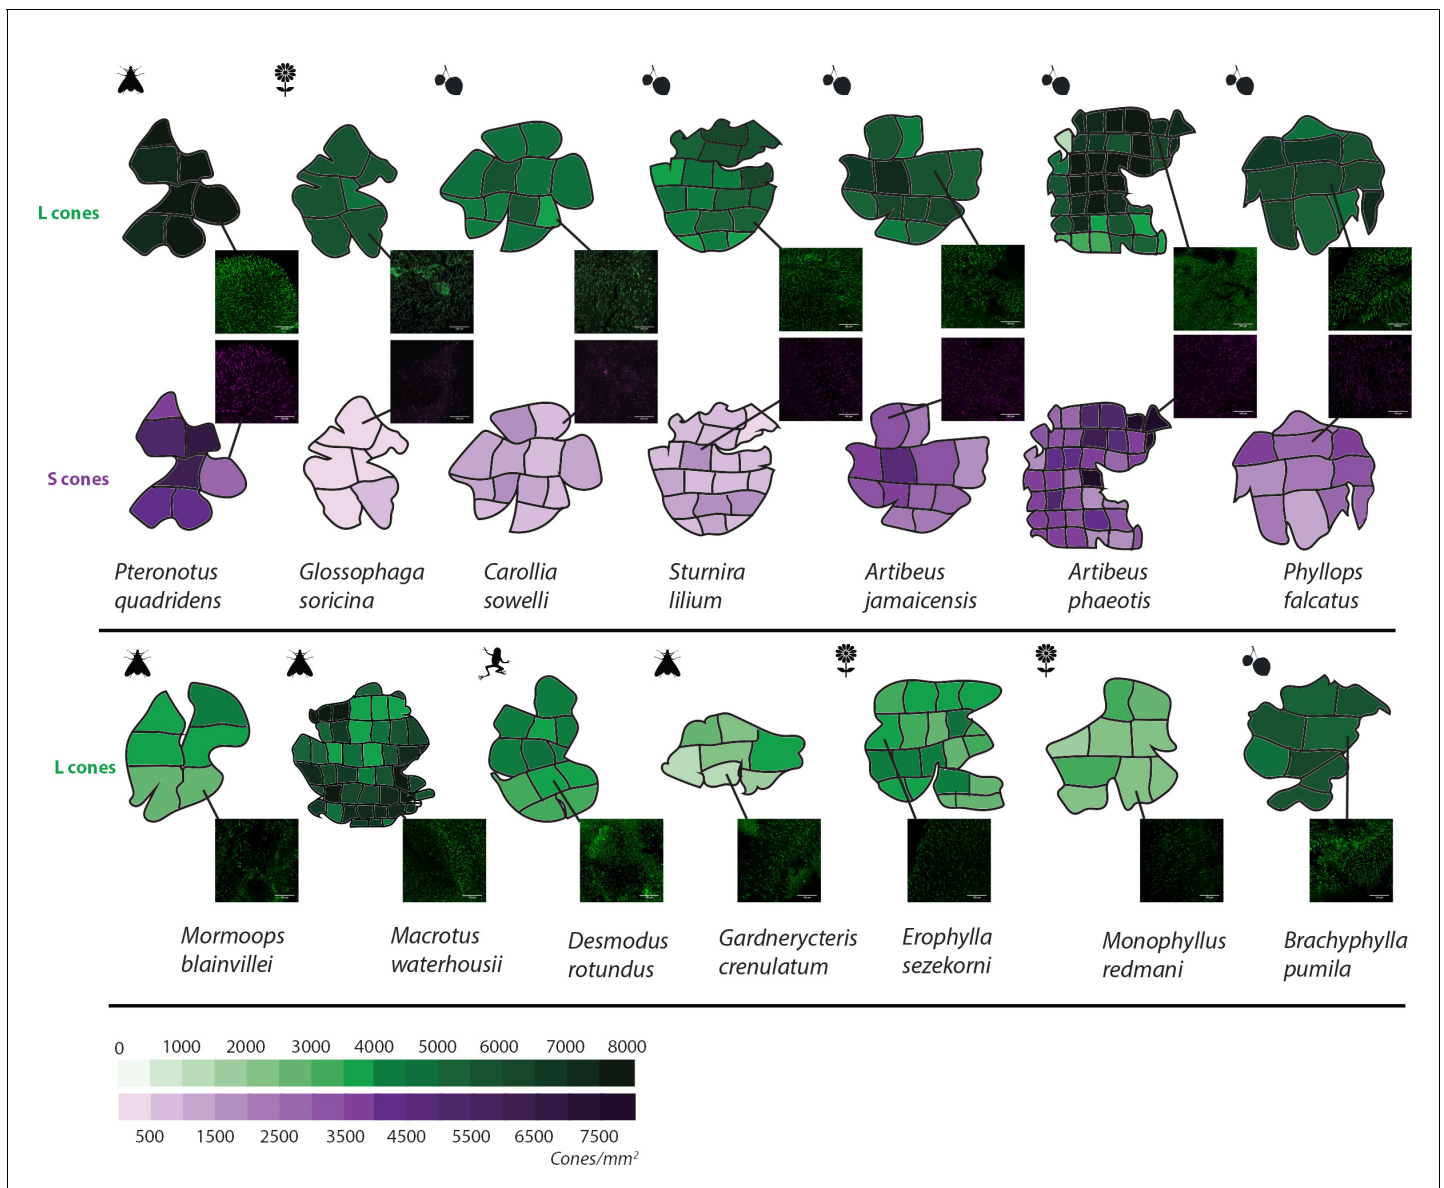 L cones
S cones
Pteronotus
quadridens
Glossophaga
soricina
Carollia
sowelli
Sturnira
lilium
Artibeus
jamaicensis
Artibeus
phaeotis
Phyllops
falcatus
L cones
Mormoops
blainvillei
Macrotus
waterhousii
Desmodus
rotundus
Gardnerycteris
crenulatum
Erophylla
sezekorni
Monophyllus
redmani
Brachyphylla
pumila
0 1000 2000 3000 4000 5000 6000 7000 8000
500 1500 2500 3500 4500 5500 6500 7500
Cones/mm²